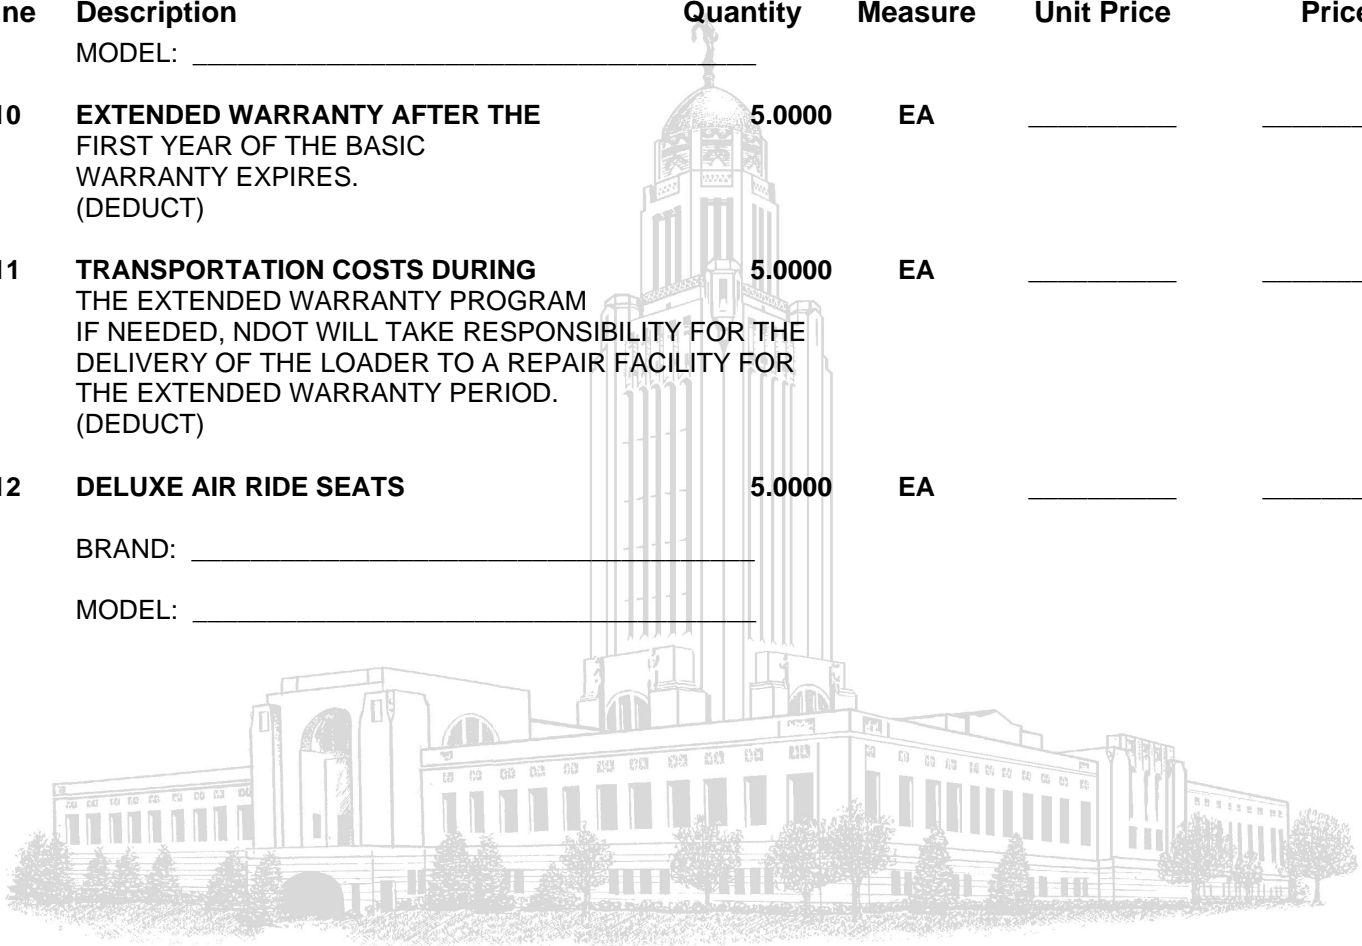 ne Description Quantity Measure Unit Price Price
MODEL: ______________________________________
10 EXTENDED WARRANTY AFTER THE 5.0000 EA __________ _______
FIRST YEAR OF THE BASIC
WARRANTY EXPIRES.
(DEDUCT)
11 TRANSPORTATION COSTS DURING 5.0000 EA __________ _______
THE EXTENDED WARRANTY PROGRAM
IF NEEDED, NDOT WILL TAKE RESPONSIBILITY FOR THE
DELIVERY OF THE LOADER TO A REPAIR FACILITY FOR
THE EXTENDED WARRANTY PERIOD.
(DEDUCT)
12 DELUXE AIR RIDE SEATS 5.0000 EA __________ _______
BRAND: ______________________________________
MODEL: ______________________________________